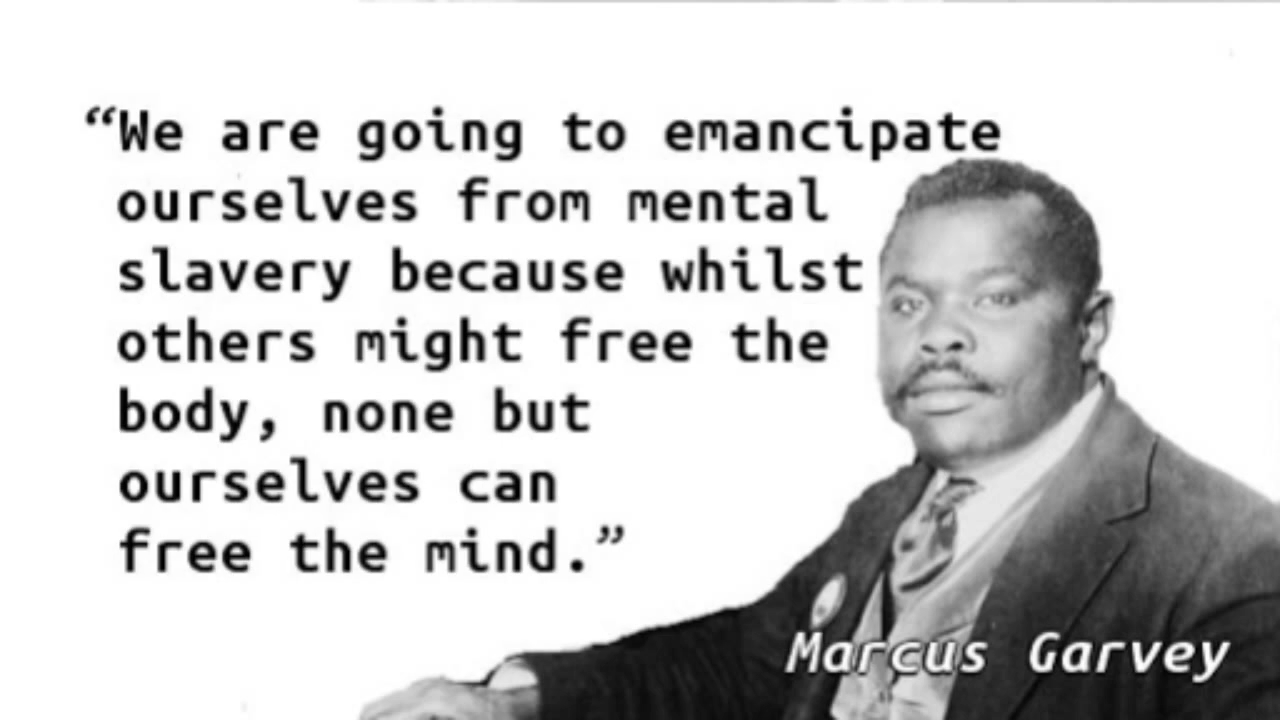 “We are going to emancipate
ourselves from mental
slavery because whilst
others might free the
body, none but
ourselves can
free the mind.”
Marcus Garvey